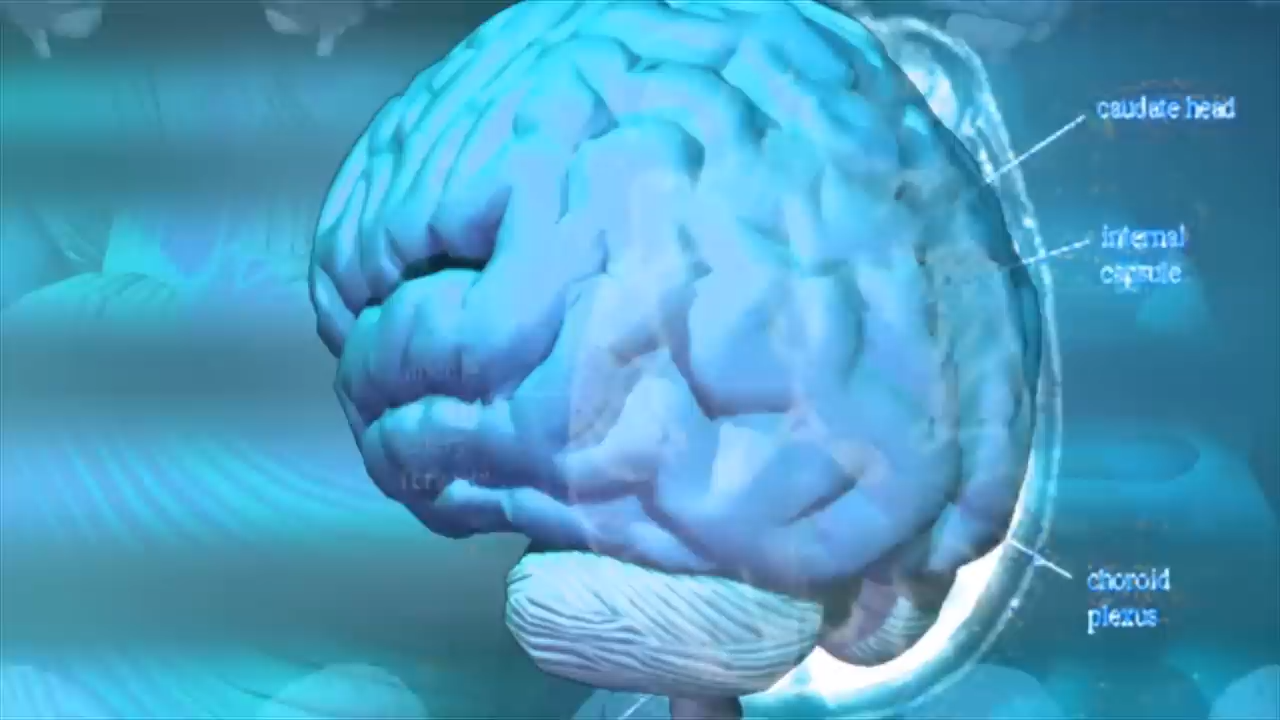 caudate head
internal
capsule
choroid
plexus